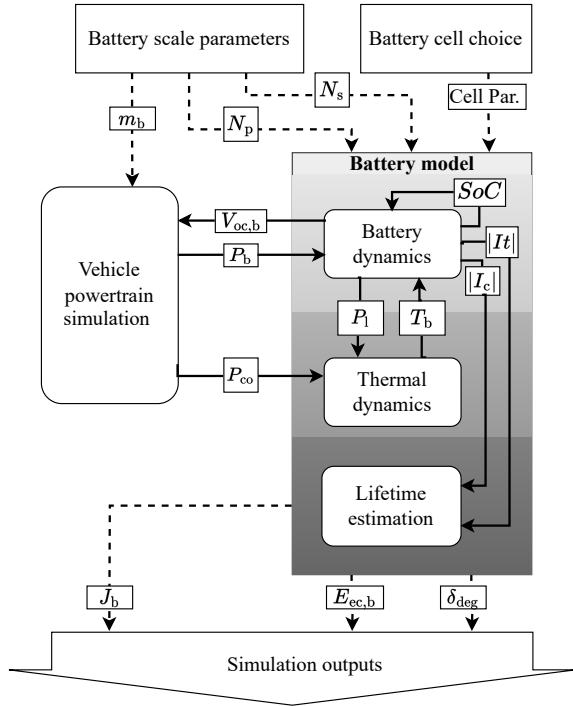 Battery scale parameters
Battery cell choice
N_s
Cell Par.
m_b
N_p
Battery model
SoC
V_oc,b
Battery
dynamics
|It|
P_b
|I_c|
Vehicle
powertrain
simulation
P_l
T_b
P_co
Thermal
dynamics
Lifetime
estimation
J_b
E_ec,b
δ_deg
Simulation outputs